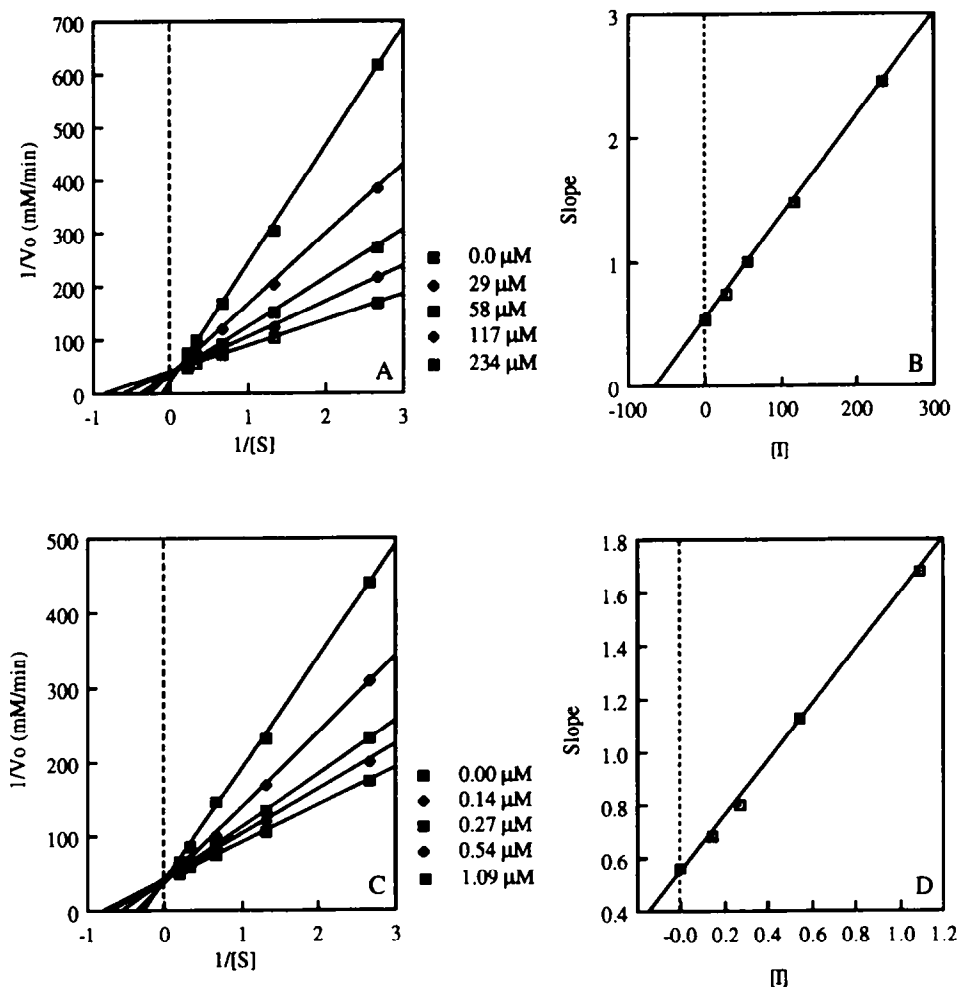 700
600
500
400
300
200
100
0
-1
0
1
2
3
1/Vo (mM/min)
1/[S]
A
0.0 µM
29 µM
58 µM
117 µM
234 µM
3
2
1
0
-100
0
100
200
300
Slope
[I]
B
500
400
300
200
100
0
-1
0
1
2
3
1/Vo (mM/min)
1/[S]
C
0.00 µM
0.14 µM
0.27 µM
0.54 µM
1.09 µM
1.8
1.6
1.4
1.2
1.0
0.8
0.6
0.4
-0.0
0.2
0.4
0.6
0.8
1.0
1.2
Slope
[I]
D